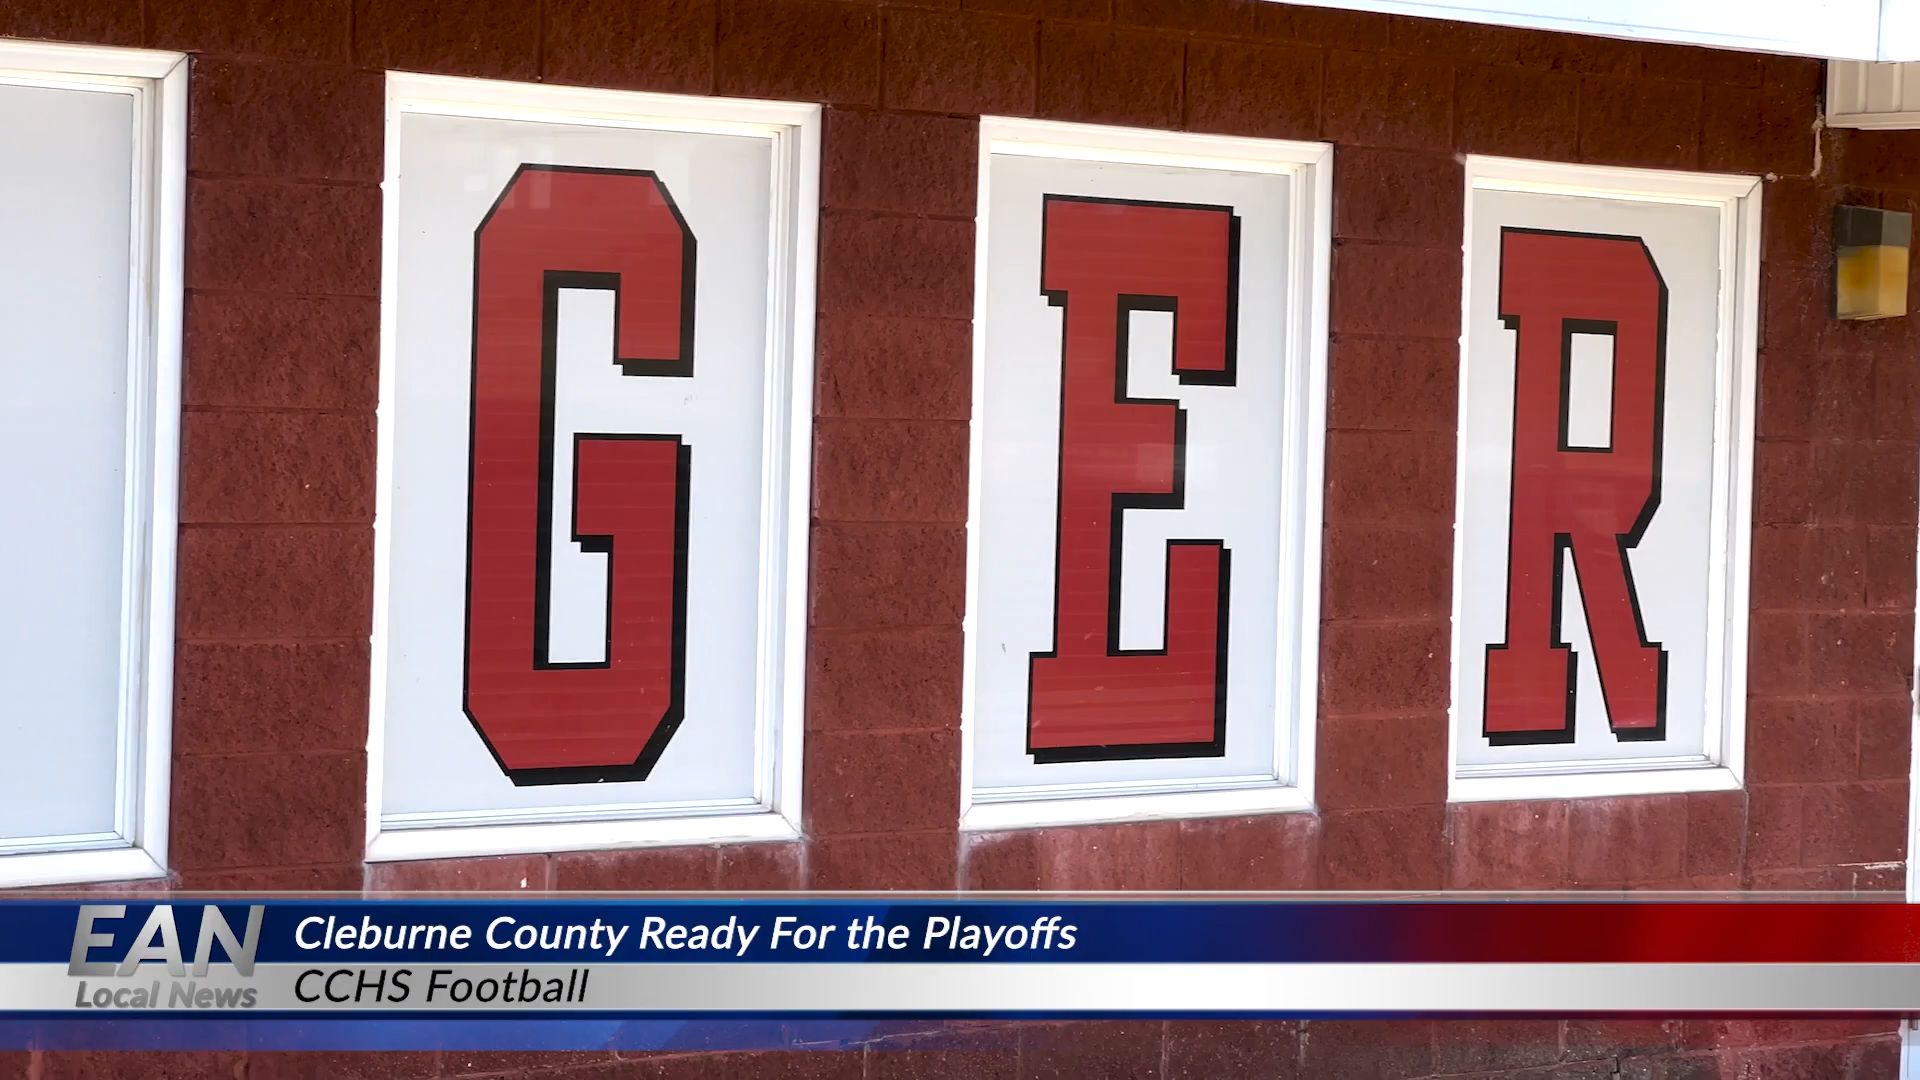 GER
EAN
Local News
Cleburne County Ready For the Playoffs
CCHS Football